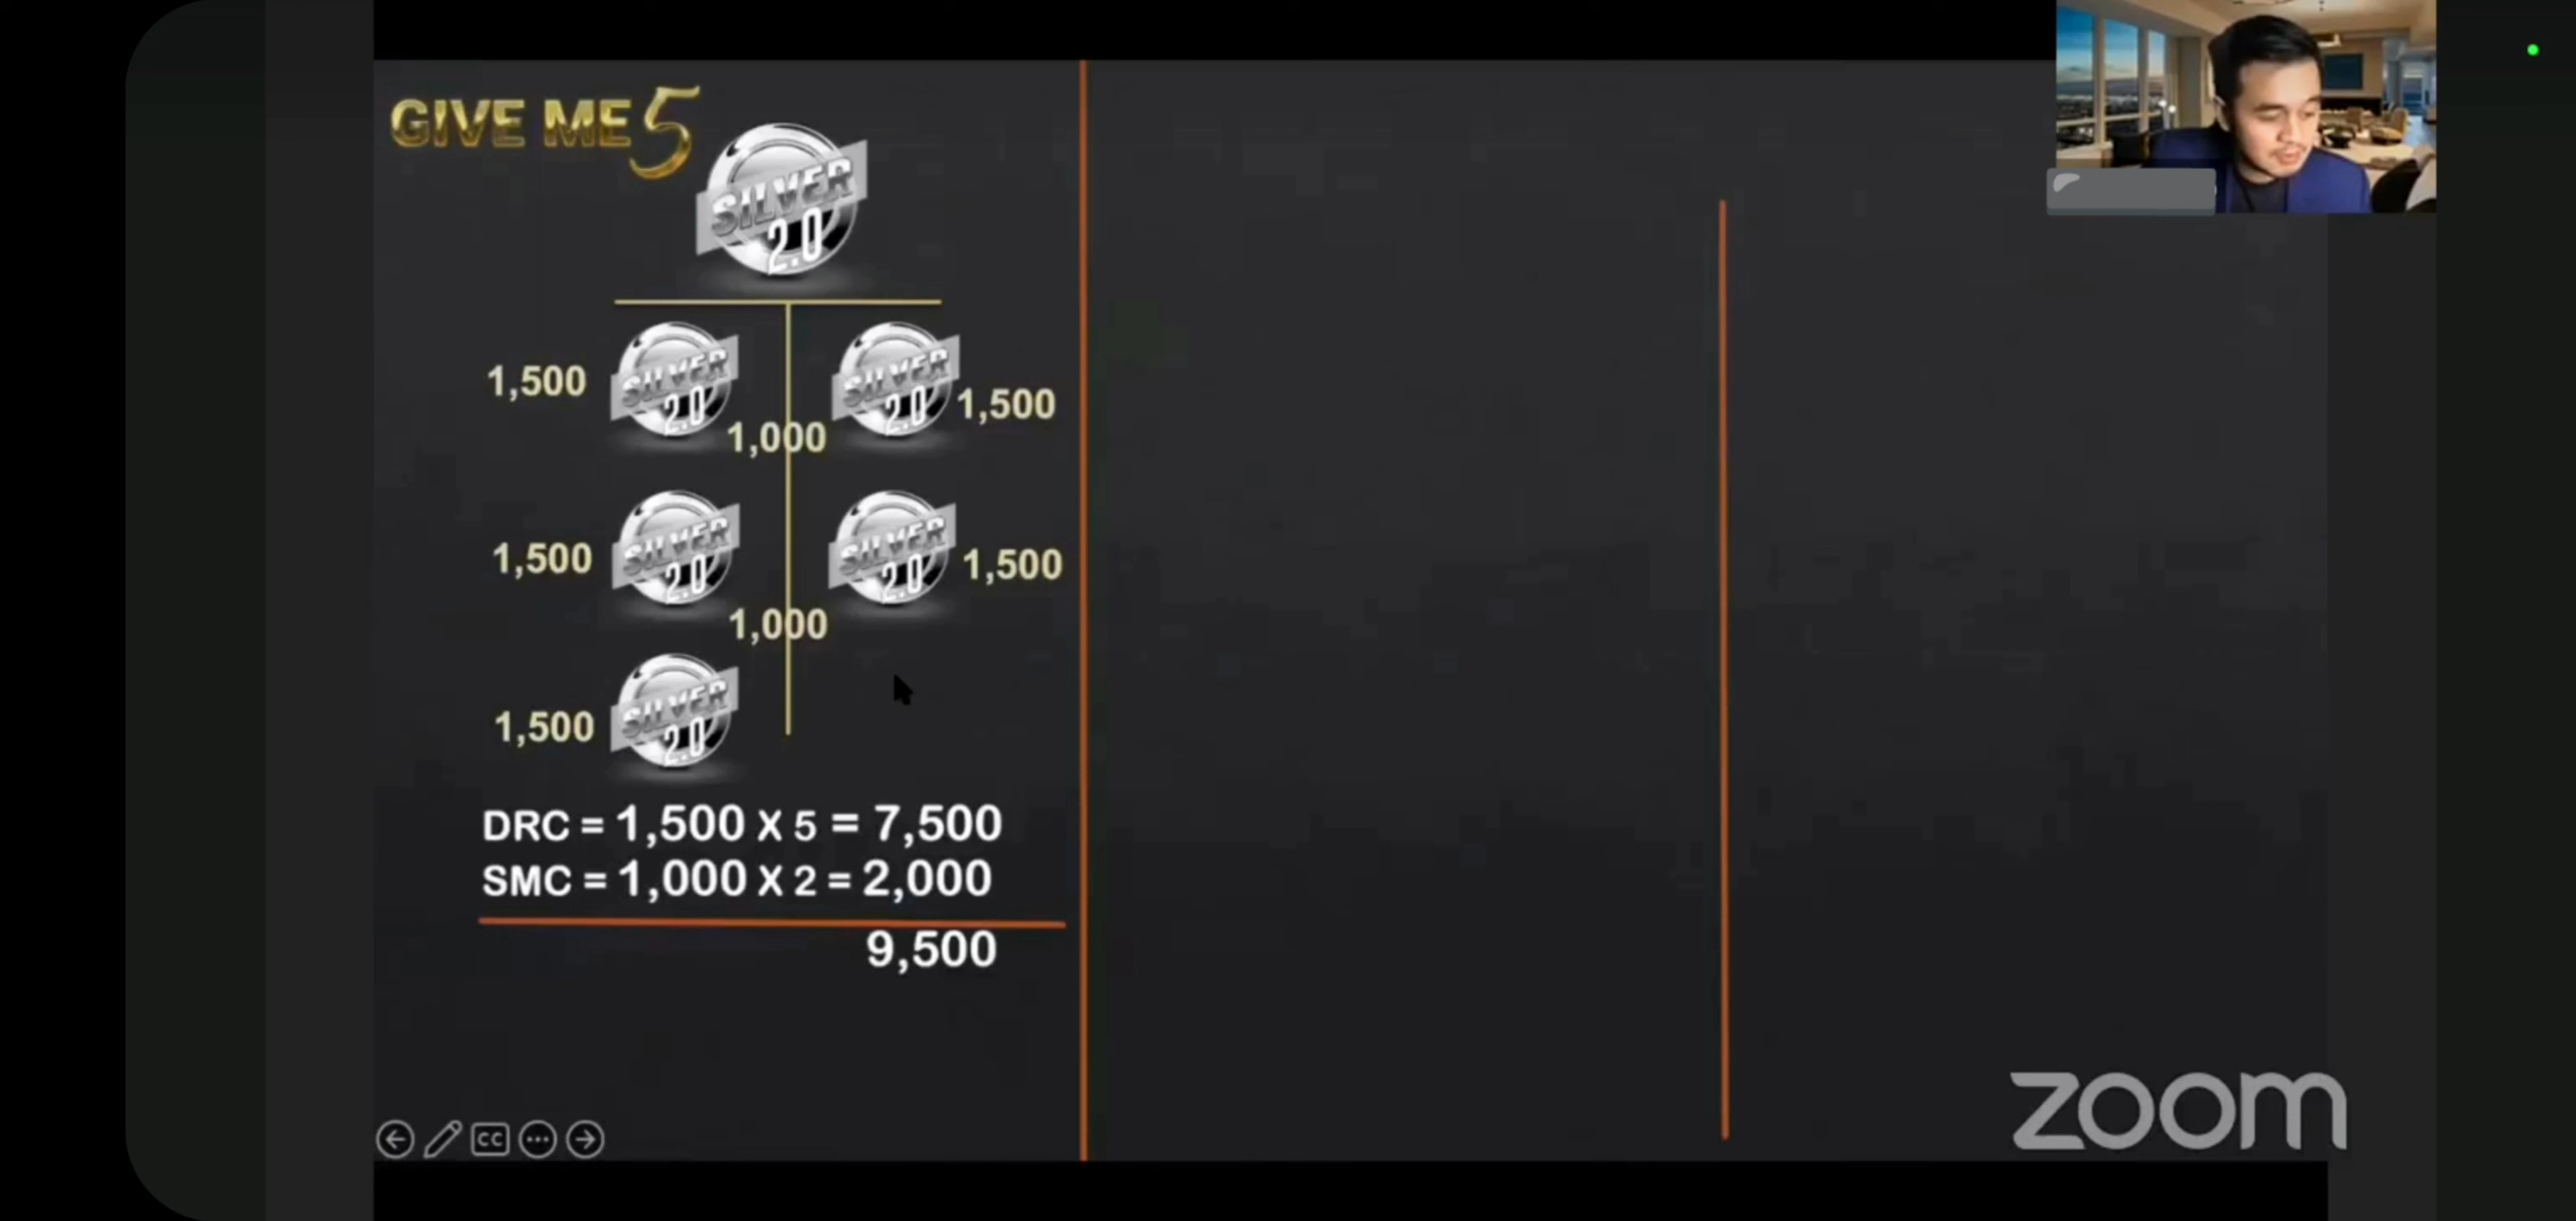 GIVE ME 5
SILVER
2.0
1,500
SILVER
2.0
SILVER
2.0
1,500
1,000
1,500
SILVER
2.0
SILVER
2.0
1,500
1,000
1,500
SILVER
2.0
DRC = 1,500 X 5 = 7,500
SMC = 1,000 X 2 = 2,000
9,500
CC
zoom